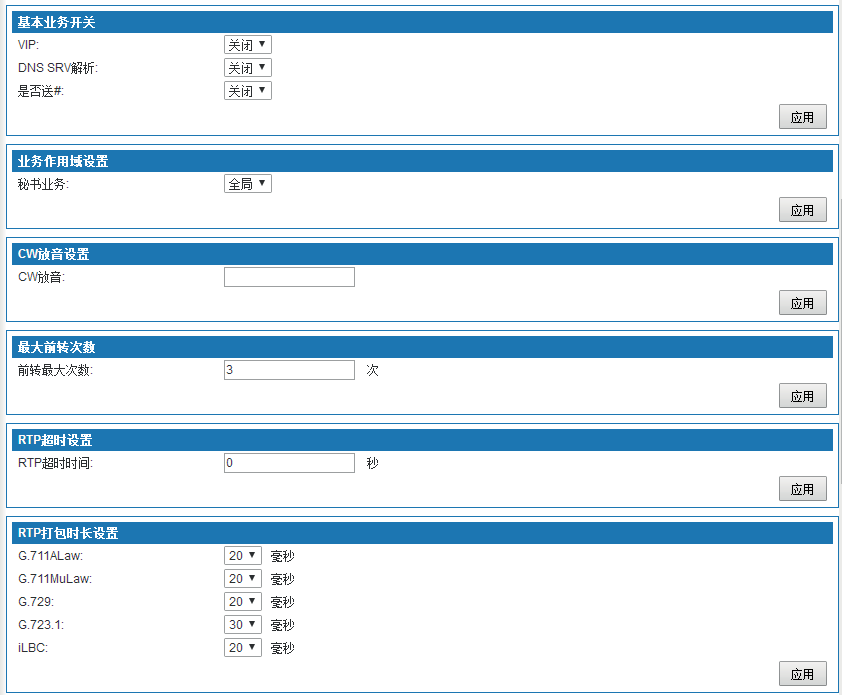 基本业务开关
VIP: 关闭
DNS SRV解析: 关闭
是否送#: 关闭
应用
业务作用域设置
秘书业务: 全局
应用
CW放音设置
CW放音:
应用
最大前转次数
前转最大次数: 3 次
应用
RTP超时设置
RTP超时时间: 0 秒
应用
RTP打包时长设置
G.711ALaw: 20 毫秒
G.711MuLaw: 20 毫秒
G.729: 20 毫秒
G.723.1: 30 毫秒
iLBC: 20 毫秒
应用